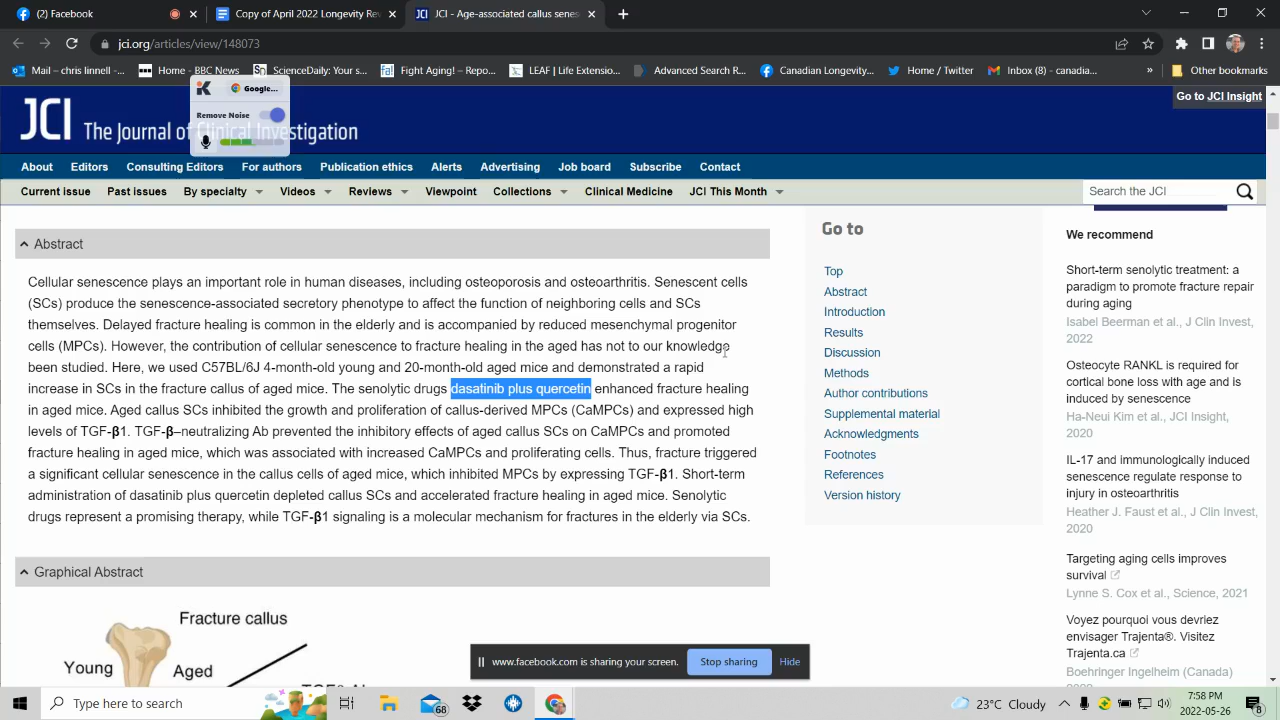 (2) Facebook
Canadian Longevity Re
JCI - Senolytic therapy
jci.org/articles/view/148073
Mail – chris linnell –
Home - BBC News
ScienceDaily: Your s
Fight Aging! – Repo
LEAF | Life Extensio
Advanced Search R
Canadian Longevity
(1) Home / Twitter
Inbox (8) - canadia
»
Other bookmarks
Google...
Remove Noise
Go to JCI Insight
JCI The Journal of Clinical Investigation
About Editors Consulting Editors For authors Publication ethics Alerts Advertising Job board Subscribe Contact
Current issue Past issues By specialty Videos Reviews Viewpoint Collections Clinical Medicine JCI This Month
Search the JCI
Abstract
Cellular senescence plays an important role in human diseases, including osteoporosis and osteoarthritis. Senescent cells
(SCs) produce the senescence-associated secretory phenotype to affect the function of neighboring cells and SCs
themselves. Delayed fracture healing is common in the elderly and is accompanied by reduced mesenchymal progenitor
cells (MPCs). However, the contribution of cellular senescence to fracture healing in the aged has not to our knowledge
been studied. Here, we used C57BL/6J 4-month-old young and 20-month-old aged mice and demonstrated a rapid
increase in SCs in the fracture callus of aged mice. The senolytic drugs dasatinib plus quercetin enhanced fracture healing
in aged mice. Aged callus SCs inhibited the growth and proliferation of callus-derived MPCs (CaMPCs) and expressed high
levels of TGF-β1. TGF-β–neutralizing Ab prevented the inhibitory effects of aged callus SCs on CaMPCs and promoted
fracture healing in aged mice, which was associated with increased CaMPCs and proliferating cells. Thus, fracture triggered
a significant cellular senescence in the callus cells of aged mice, which inhibited MPCs by expressing TGF-β1. Short-term
administration of dasatinib plus quercetin depleted callus SCs and accelerated fracture healing in aged mice. Senolytic
drugs represent a promising therapy, while TGF-β1 signaling is a molecular mechanism for fractures in the elderly via SCs.
Graphical Abstract
Fracture callus
Young
Aged
Go to
Top
Abstract
Introduction
Results
Discussion
Methods
Author contributions
Supplemental material
Acknowledgments
Footnotes
References
Version history
We recommend
Short-term senolytic treatment: a
paradigm to promote fracture repair
during aging
Isabel Beerman et al., J Clin Invest,
2022
Osteocyte RANKL is required for
cortical bone loss with age and is
induced by senescence
Ha-Neui Kim et al., JCI Insight,
2020
IL-17 and immunologically induced
senescence regulate response to
injury in osteoarthritis
Heather J. Faust et al., J Clin Invest,
2020
Targeting aging cells improves
survival
Lynne S. Cox et al., Science, 2021
Voyez pourquoi vous devriez
envisager Trajenta®. Visitez
Trajenta.ca
Boehringer Ingelheim (Canada)
www.facebook.com is sharing your screen.
Stop sharing
Hide
Type here to search
68
23°C Cloudy
7:58 PM
2022-05-26
8